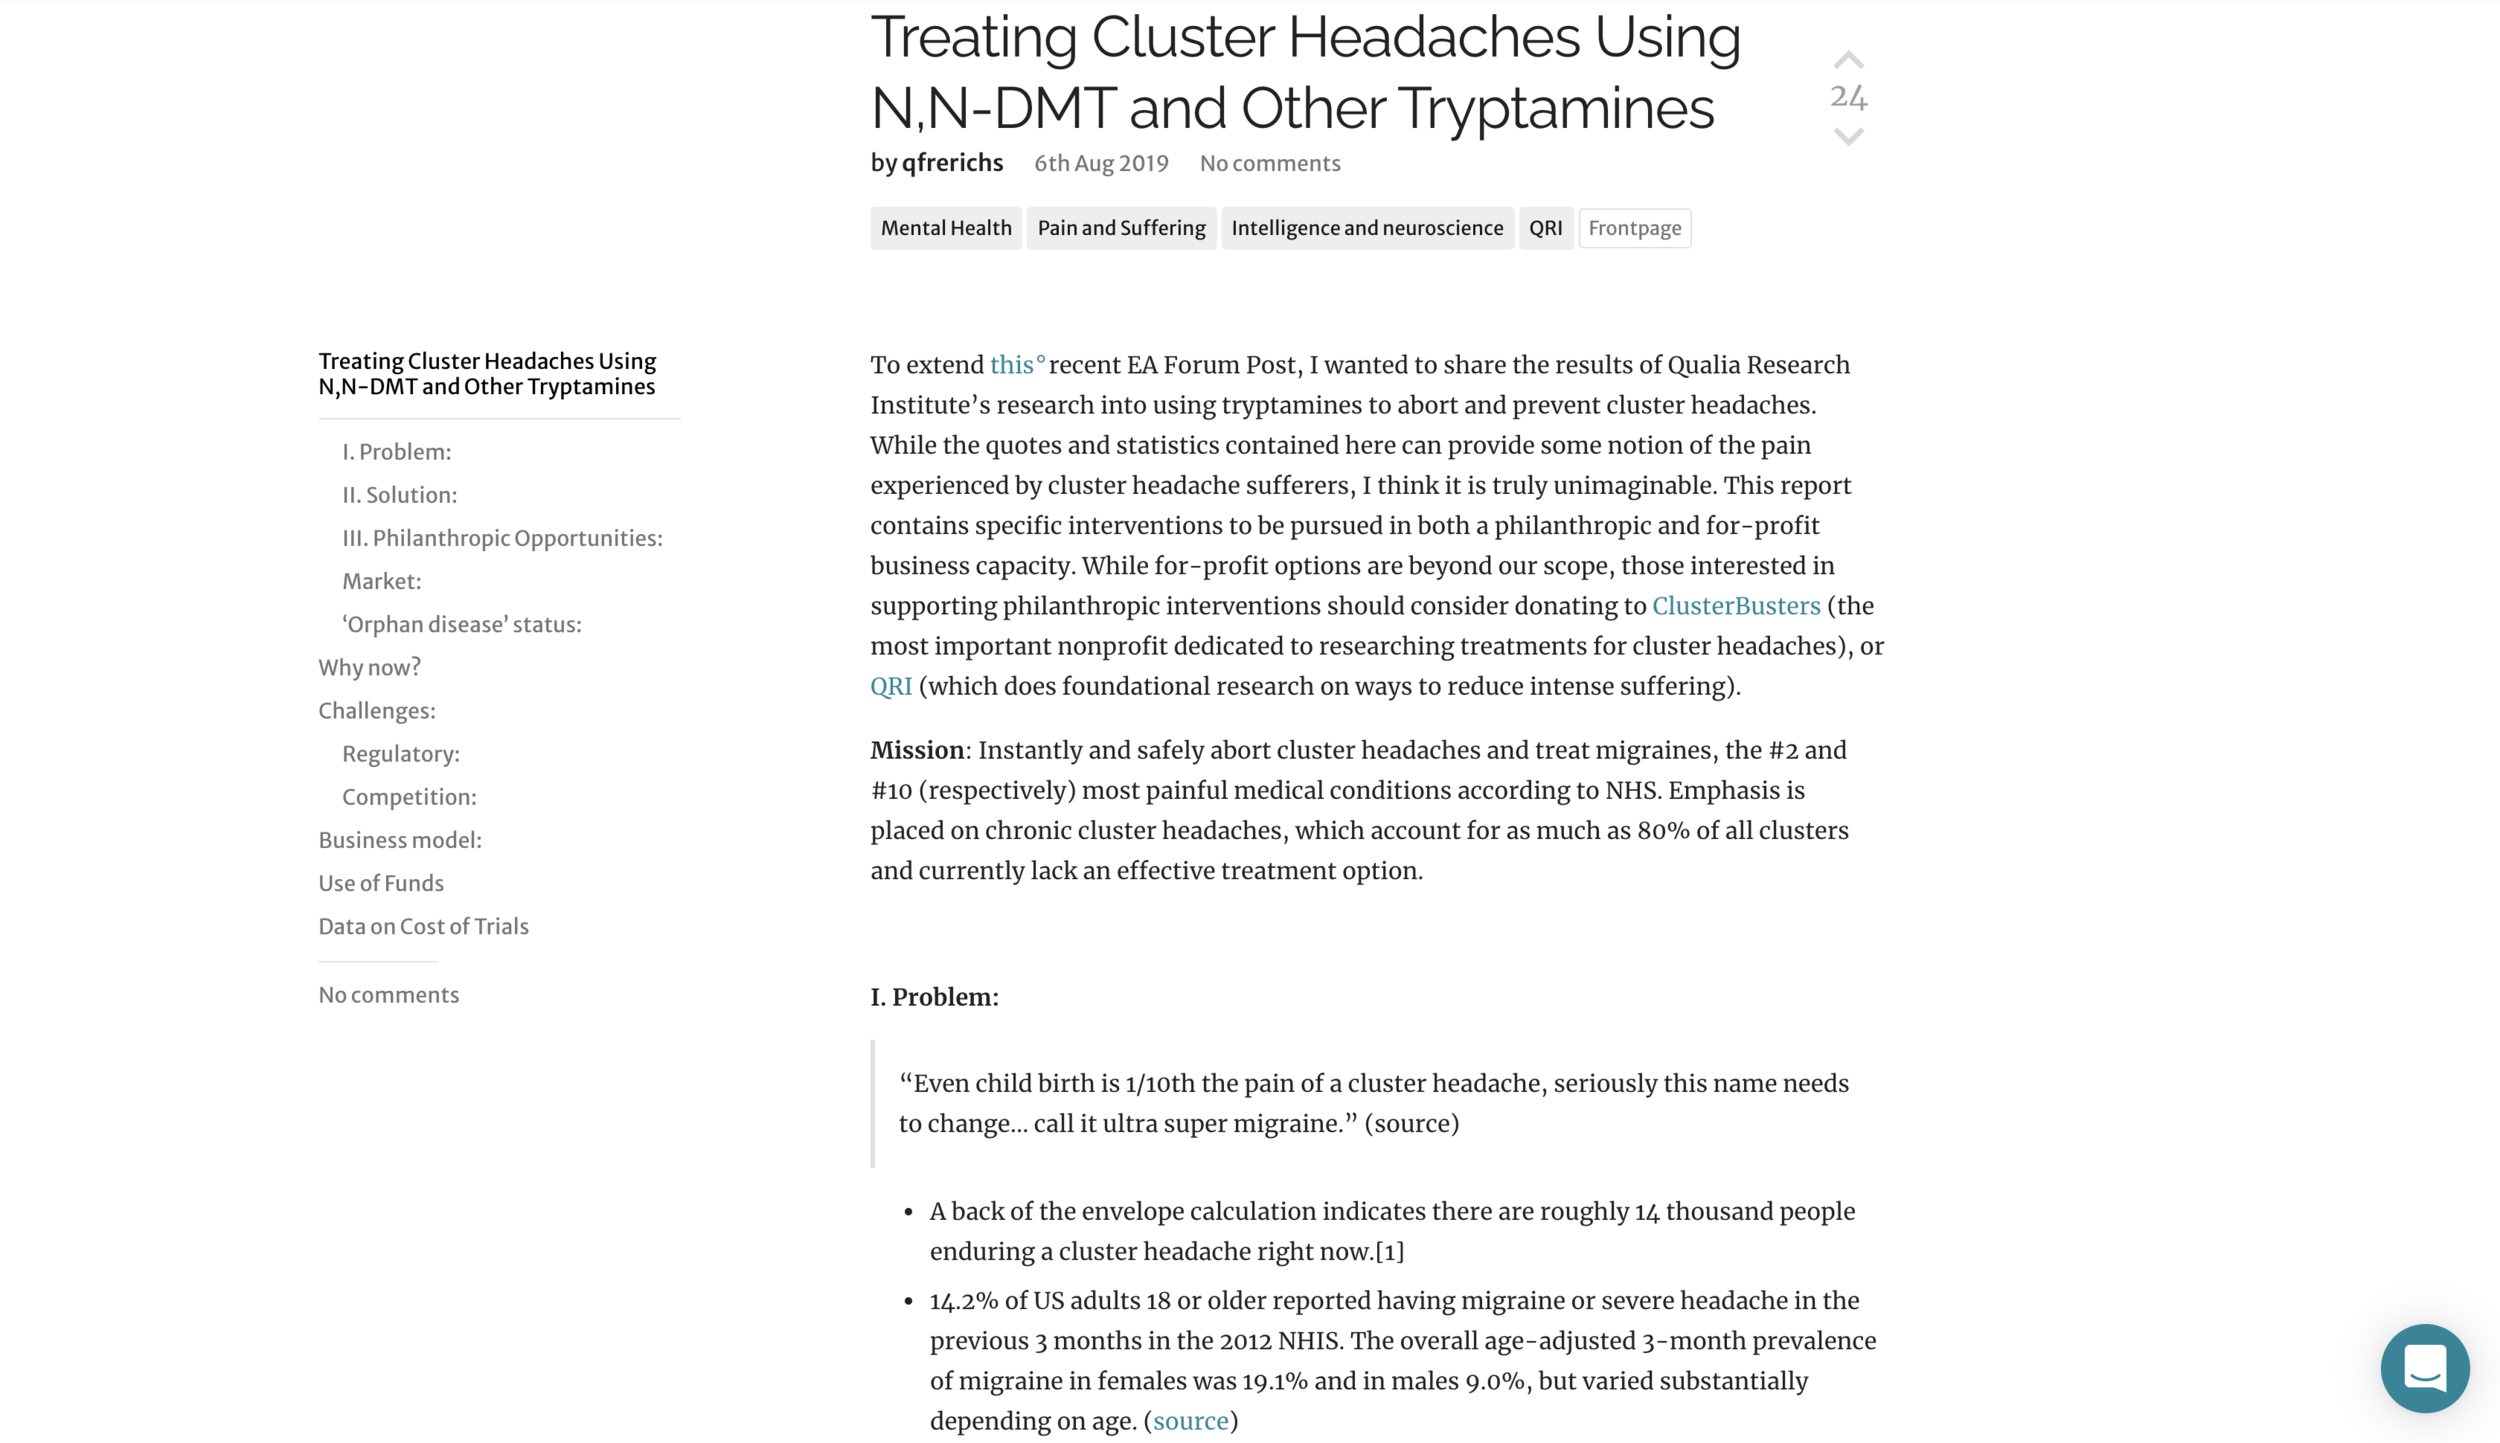 Treating Cluster Headaches Using
N,N-DMT and Other Tryptamines
24
by qfrerichs 6th Aug 2019 No comments
Mental Health Pain and Suffering Intelligence and neuroscience QRI Frontpage
Treating Cluster Headaches Using
N,N-DMT and Other Tryptamines
I. Problem:
II. Solution:
III. Philanthropic Opportunities:
Market:
‘Orphan disease’ status:
Why now?
Challenges:
Regulatory:
Competition:
Business model:
Use of Funds
Data on Cost of Trials
No comments
To extend this° recent EA Forum Post, I wanted to share the results of Qualia Research
Institute’s research into using tryptamines to abort and prevent cluster headaches.
While the quotes and statistics contained here can provide some notion of the pain
experienced by cluster headache sufferers, I think it is truly unimaginable. This report
contains specific interventions to be pursued in both a philanthropic and for-profit
business capacity. While for-profit options are beyond our scope, those interested in
supporting philanthropic interventions should consider donating to ClusterBusters (the
most important nonprofit dedicated to researching treatments for cluster headaches), or
QRI (which does foundational research on ways to reduce intense suffering).
Mission: Instantly and safely abort cluster headaches and treat migraines, the #2 and
#10 (respectively) most painful medical conditions according to NHS. Emphasis is
placed on chronic cluster headaches, which account for as much as 80% of all clusters
and currently lack an effective treatment option.
I. Problem:
“Even child birth is 1/10th the pain of a cluster headache, seriously this name needs
to change... call it ultra super migraine.” (source)
• A back of the envelope calculation indicates there are roughly 14 thousand people
enduring a cluster headache right now.[1]
• 14.2% of US adults 18 or older reported having migraine or severe headache in the
previous 3 months in the 2012 NHIS. The overall age-adjusted 3-month prevalence
of migraine in females was 19.1% and in males 9.0%, but varied substantially
depending on age. (source)